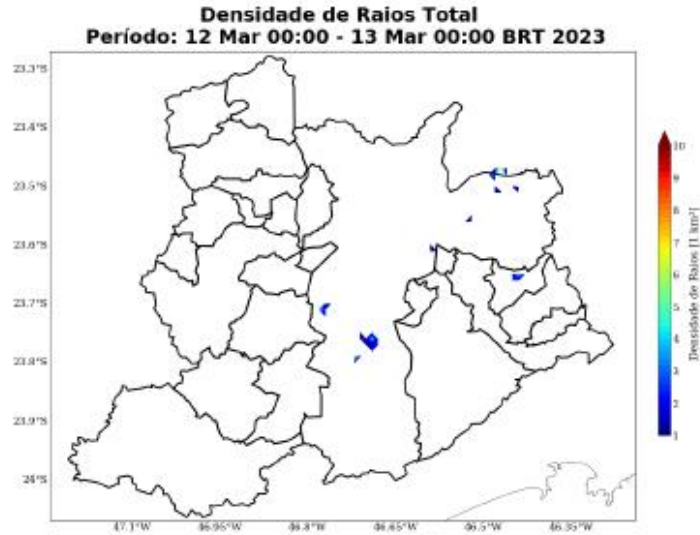 Densidade de Raios Total
Período: 12 Mar 00:00 - 13 Mar 00:00 BRT 2023
23.3°S
23.4°S
23.5°S
23.6°S
23.7°S
23.8°S
23.9°S
24°S
47.1°W
46.95°W
46.8°W
46.65°W
46.5°W
46.35°W
10
9
8
7
6
5
4
3
2
1
Densidade de Raios [1 km²]